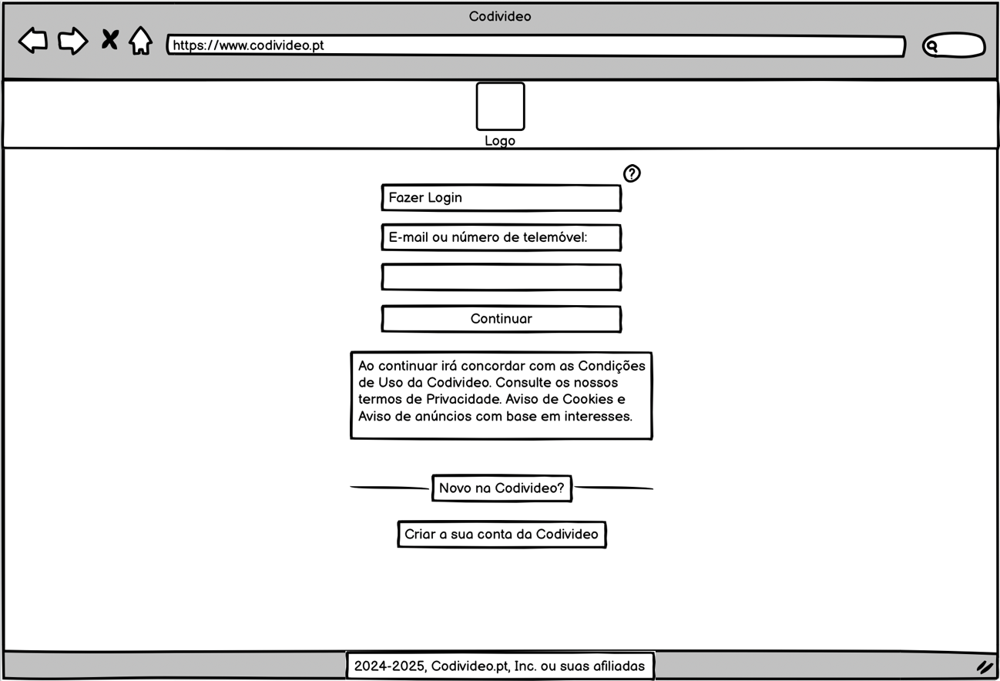 Codivideo
https://www.codivideo.pt
Logo
?
Fazer Login
E-mail ou número de telemóvel:
Continuar
Ao continuar irá concordar com as Condições
de Uso da Codivideo. Consulte os nossos
termos de Privacidade. Aviso de Cookies e
Aviso de anúncios com base em interesses.
Novo na Codivideo?
Criar a sua conta da Codivideo
2024-2025, Codivideo.pt, Inc. ou suas afiliadas